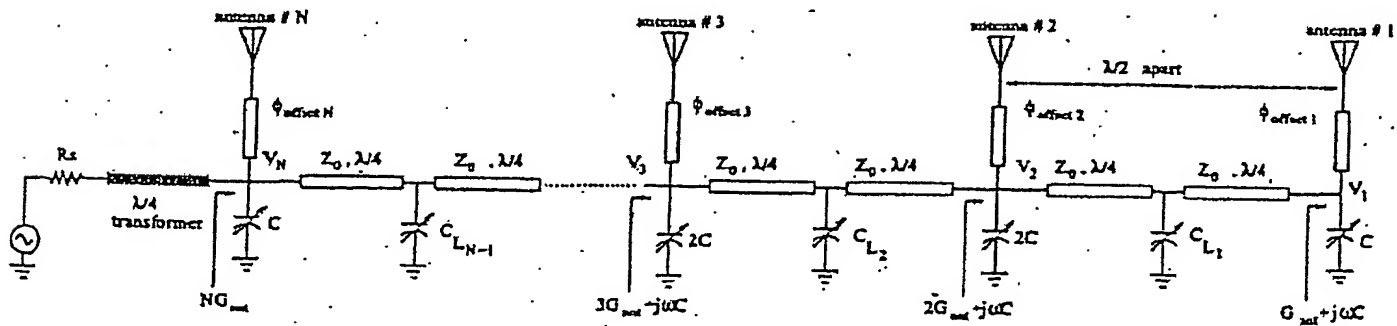 antenna # N
antenna # 3
antenna # 2
antenna # 1
λ/2 apart
ϕoffset N
ϕoffset 3
ϕoffset 2
ϕoffset 1
Rs
VN
Z0, λ/4
Z0, λ/4
V3
Z0, λ/4
Z0, λ/4
V2
Z0, λ/4
Z0, λ/4
V1
λ/4
transformer
C
CLN-1
2C
CL2
2C
CL1
C
NGant
3Gant+jωC
2Gant+jωC
Gant+jωC